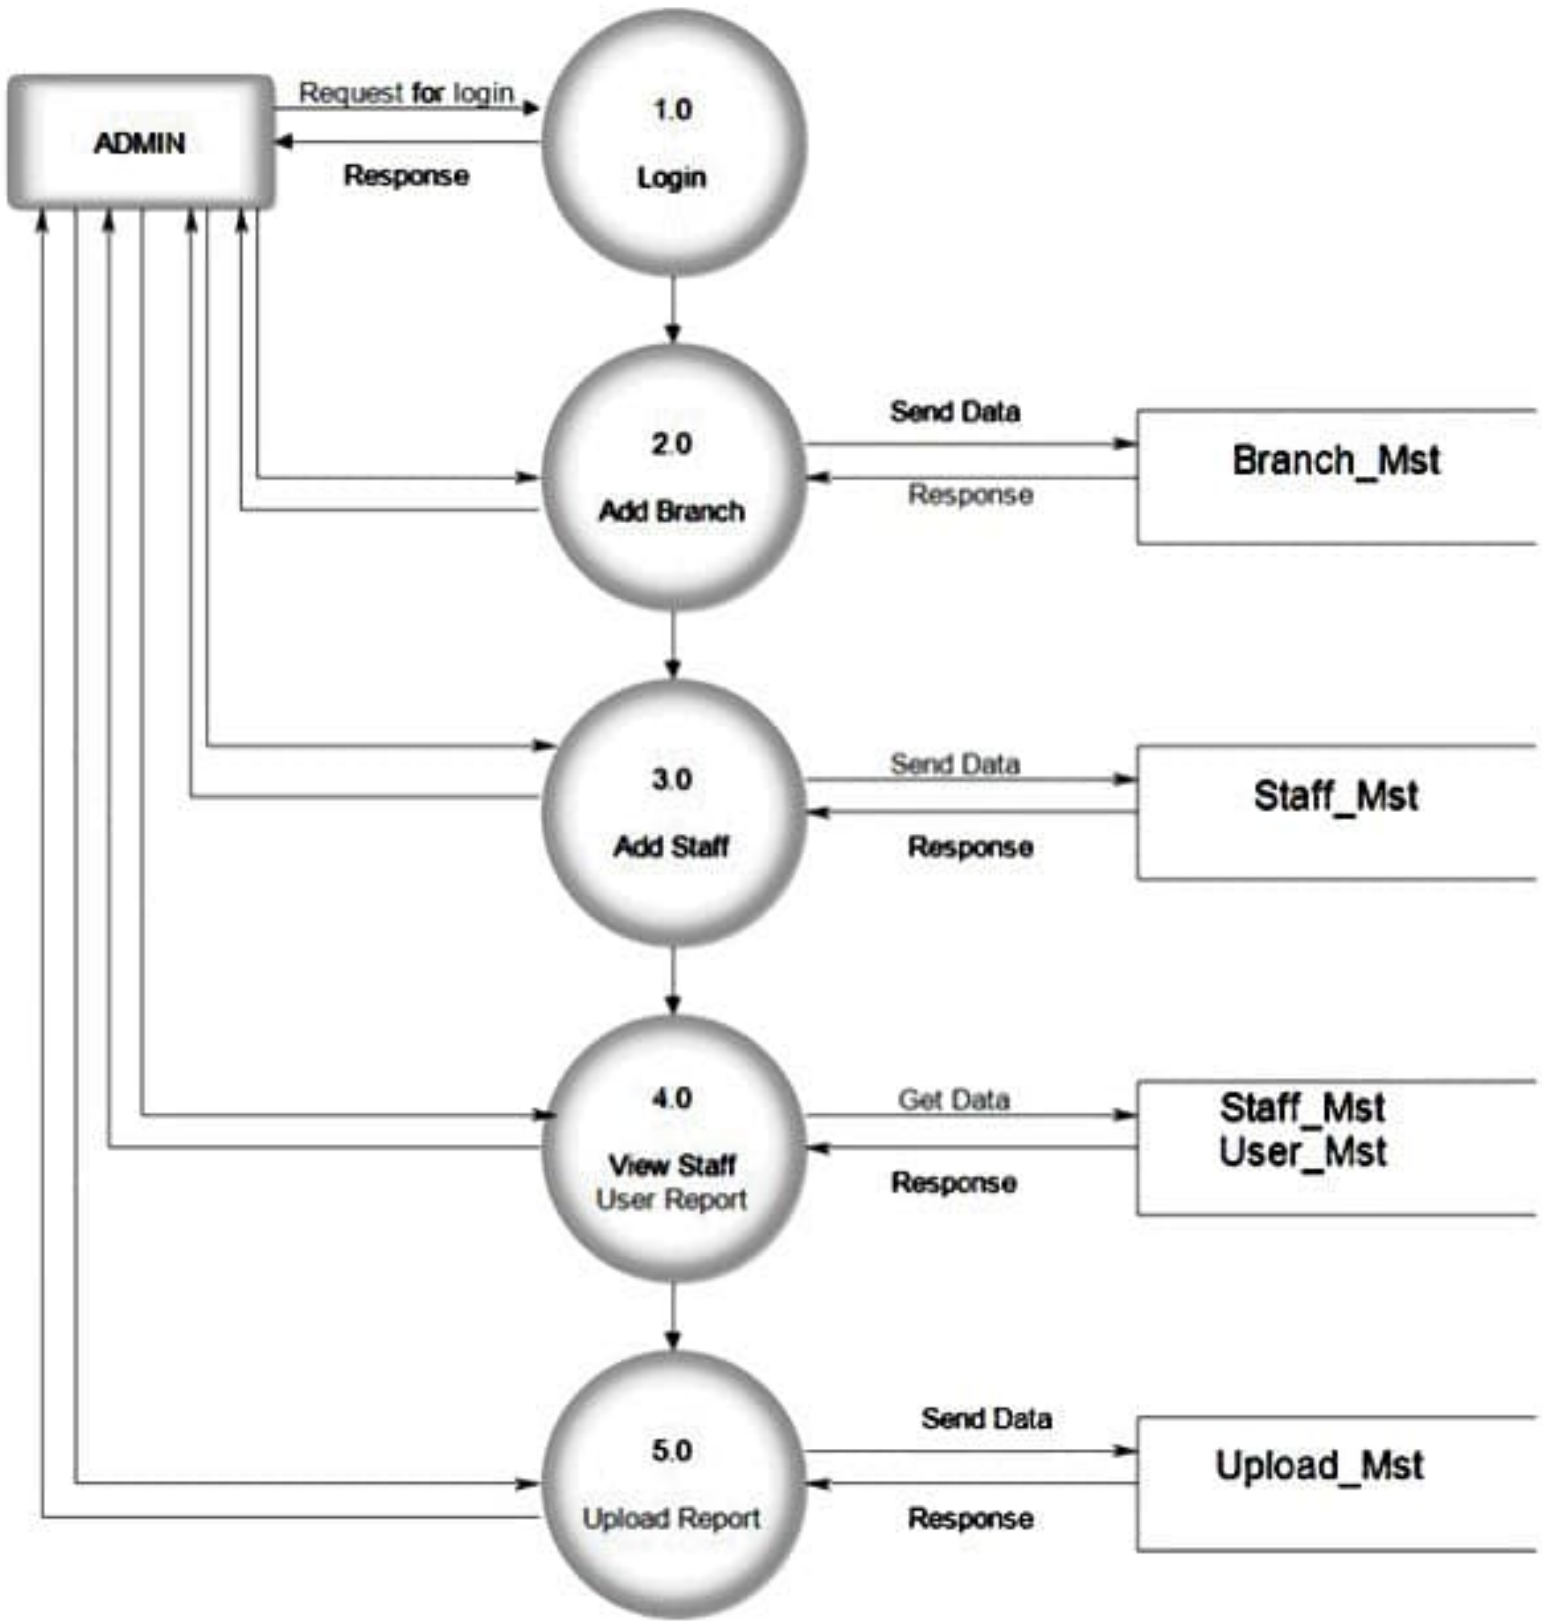 Request for login
ADMIN
Response
1.0
Login
2.0
Add Branch
Send Data
Response
Branch_Mst
3.0
Add Staff
Send Data
Response
Staff_Mst
4.0
View Staff
User Report
Get Data
Response
Staff_Mst
User_Mst
5.0
Upload Report
Send Data
Response
Upload_Mst